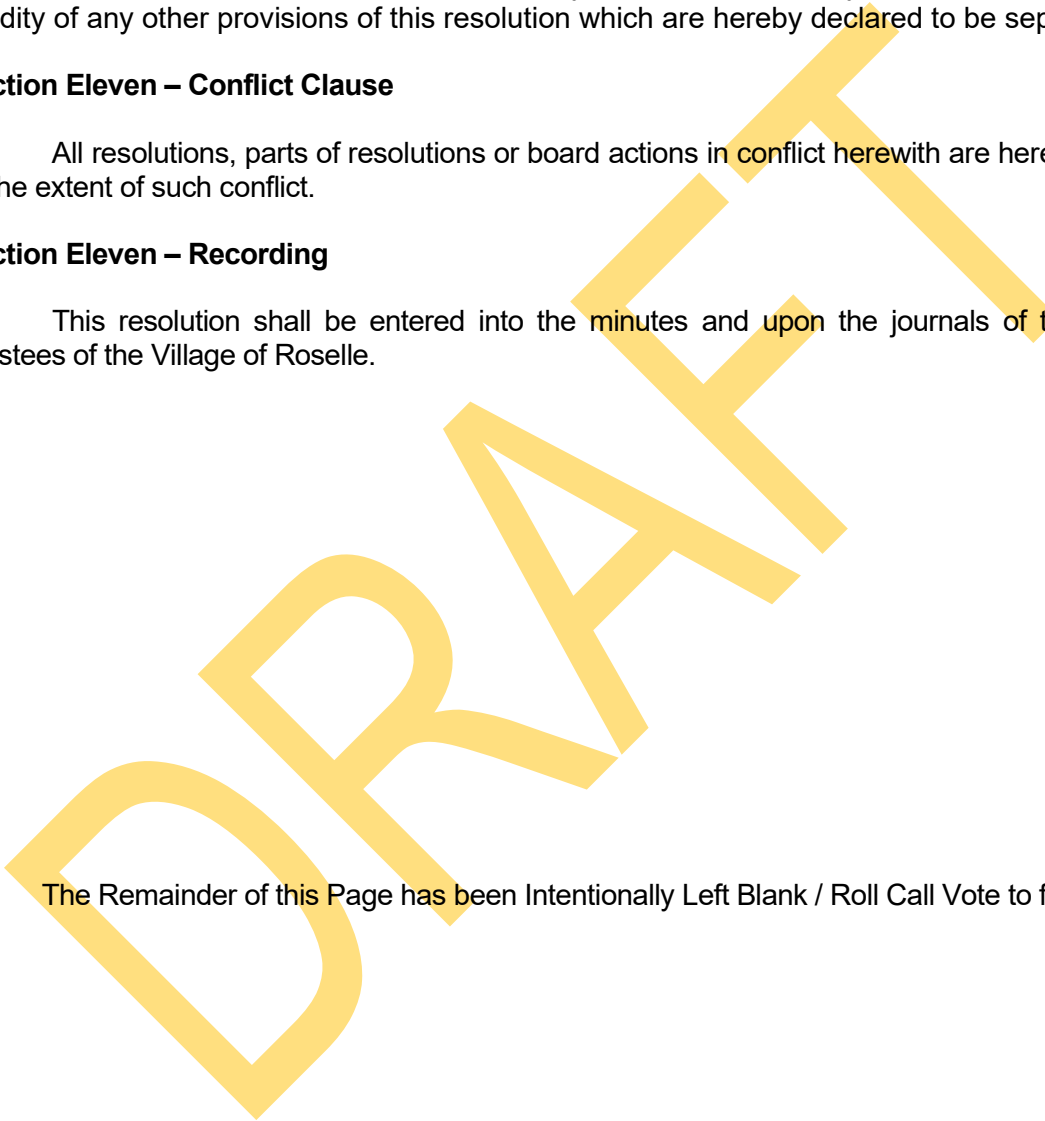 dity of any other provisions of this resolution which are hereby declared to be sep
ction Eleven – Conflict Clause
All resolutions, parts of resolutions or board actions in conflict herewith are here
he extent of such conflict.
ction Eleven – Recording
This resolution shall be entered into the minutes and upon the journals of t
stees of the Village of Roselle.
The Remainder of this Page has been Intentionally Left Blank / Roll Call Vote to f
DRAFT